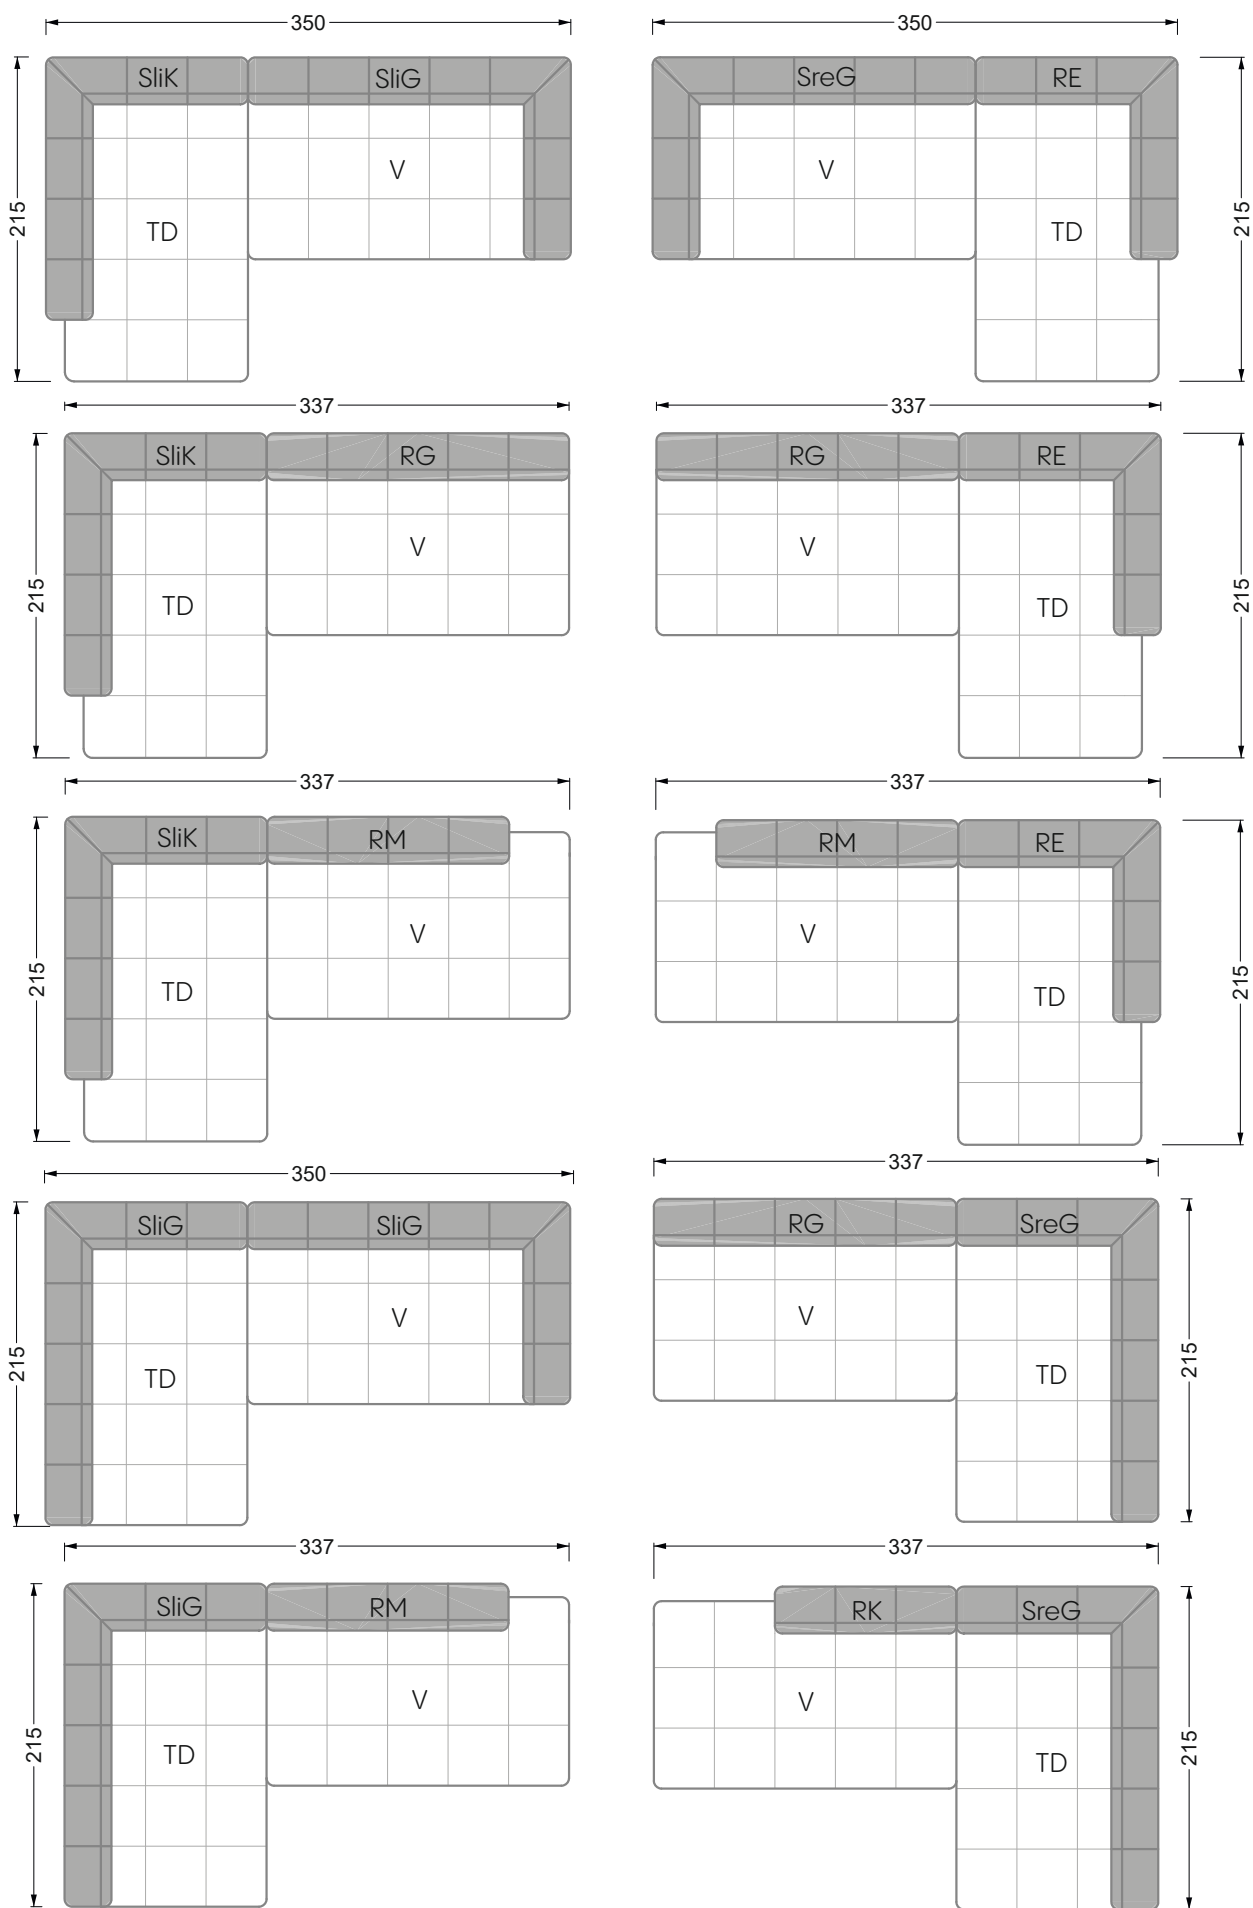 350
350
SliK SliG
SreG RE
V
V
215
TD
TD
215
337
337
SliK RG
RG RE
V
V
215
TD
TD
215
337
337
SliK RM
RM RE
V
V
215
TD
TD
215
350
337
SliG SliG
RG SreG
V
V
215
TD
TD
215
337
337
SliG RM
RK SreG
V
V
215
TD
TD
215